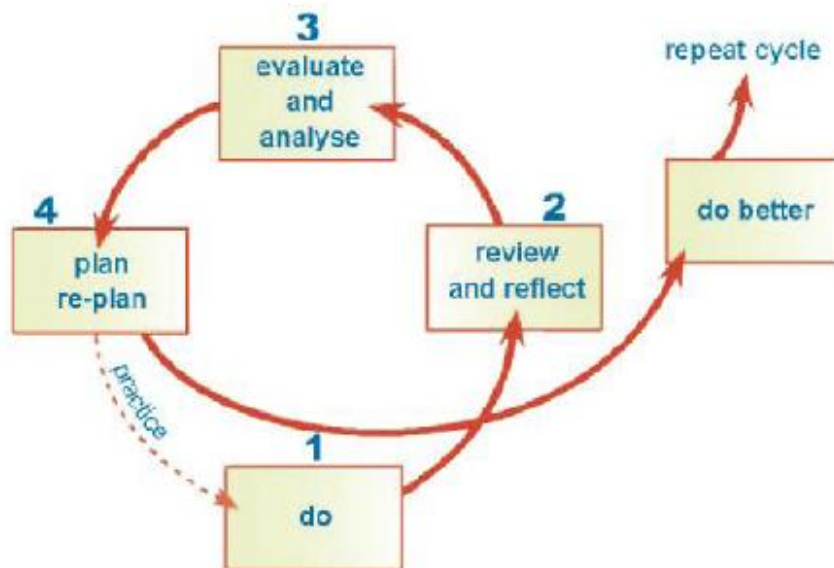 3
evaluate
and
analyse
repeat cycle
4
plan
re-plan
2
review
and reflect
do better
practice
1
do